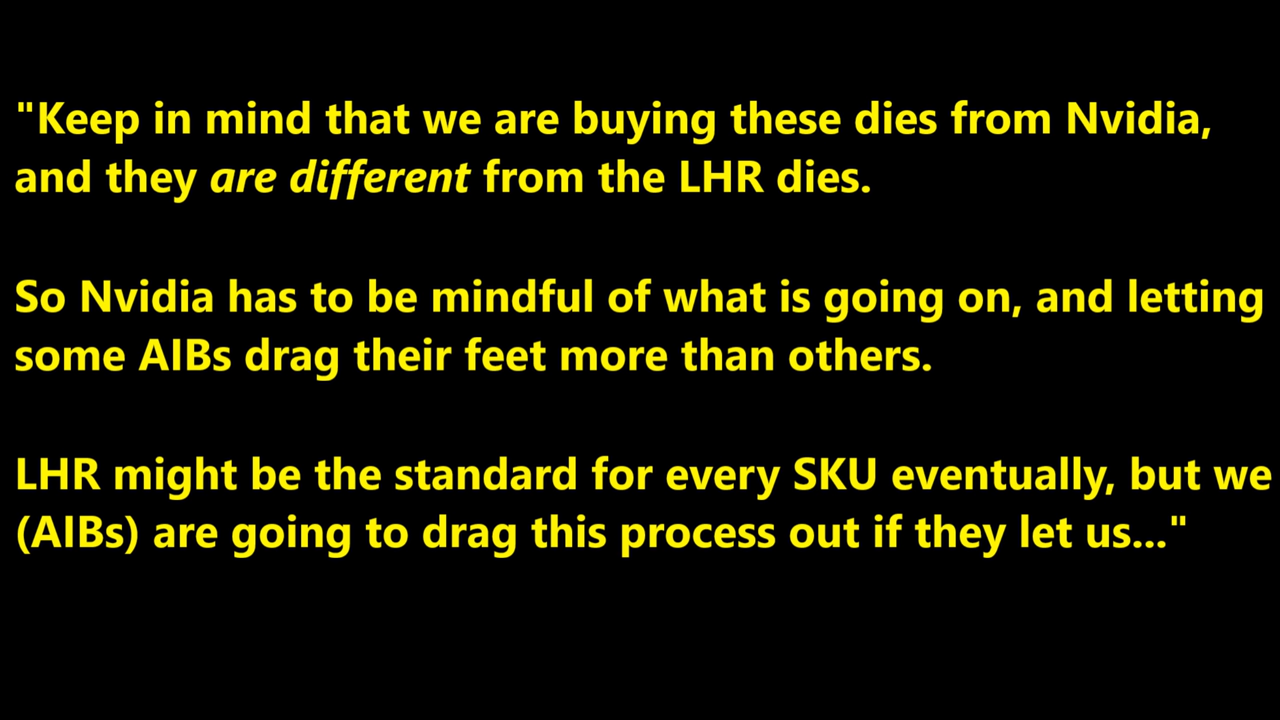 "Keep in mind that we are buying these dies from Nvidia,
and they are different from the LHR dies.
So Nvidia has to be mindful of what is going on, and letting
some AIBs drag their feet more than others.
LHR might be the standard for every SKU eventually, but we
(AIBs) are going to drag this process out if they let us..."